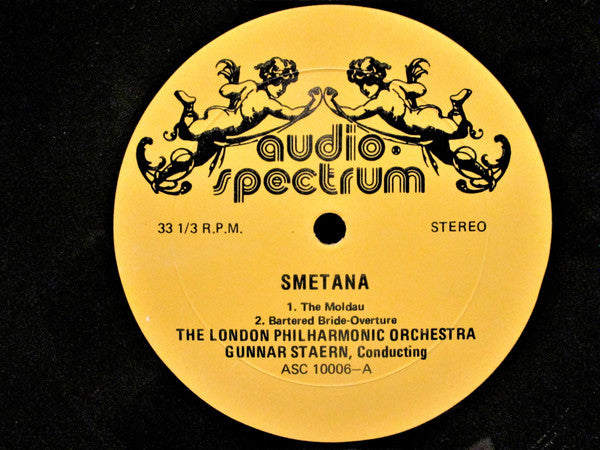 audio·
spectrum
33 1/3 R.P.M.
STEREO
SMETANA
1. The Moldau
2. Bartered Bride-Overture
THE LONDON PHILHARMONIC ORCHESTRA
GUNNAR STAERN, Conducting
ASC 10006-A